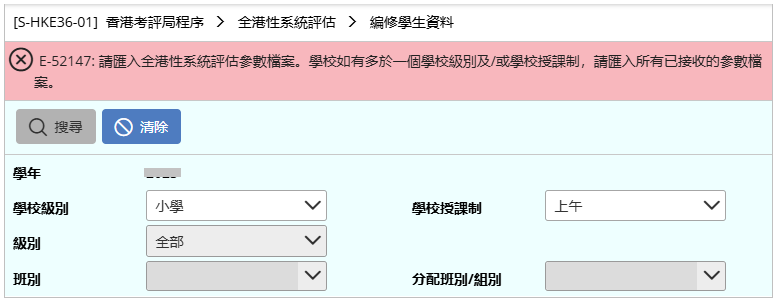 [S-HKE36-01] 香港考評局程序 > 全港性系統評估 > 編修學生資料
E-52147: 請匯入全港性系統評估參數檔案。學校如有多於一個學校級別及/或學校授課制，請匯入所有已接收的參數檔
案。
搜尋 清除
學年
學校級別 小學 學校授課制 上午
級別 全部
班別 分配班別/組別